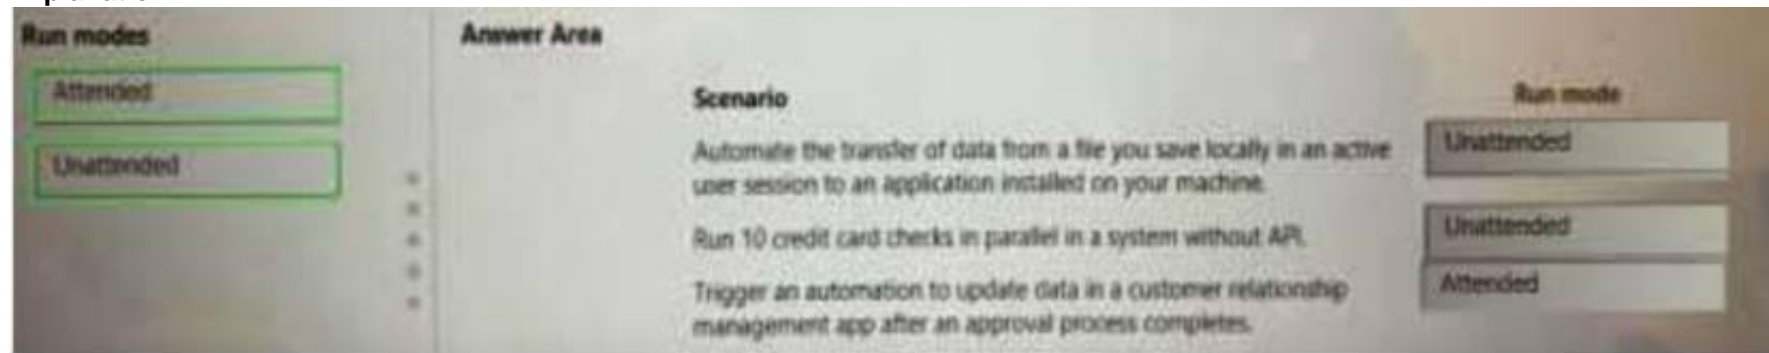 Run modes
Answer Area
Attended
Unattended
Scenario
Run mode
Automate the transfer of data from a file you save locally in an active
user session to an application installed on your machine.
Unattended
Run 10 credit card checks in parallel in a system without API.
Unattended
Trigger an automation to update data in a customer relationship
management app after an approval process completes.
Attended